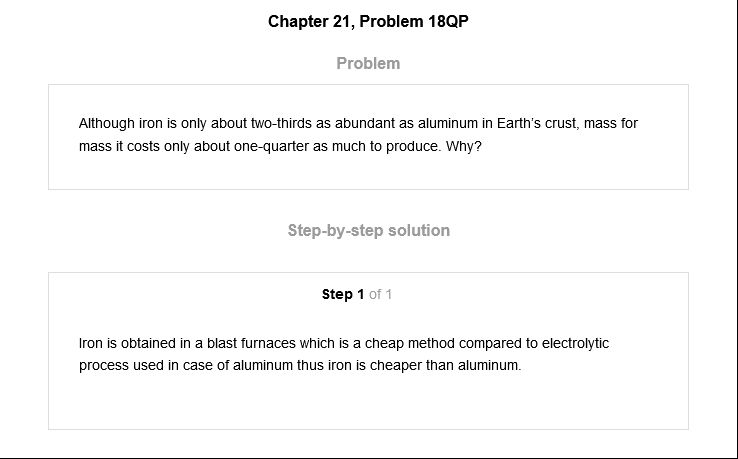 Chapter 21, Problem 18QP
Problem
Although iron is only about two-thirds as abundant as aluminum in Earth's crust, mass for
mass it costs only about one-quarter as much to produce. Why?
Step-by-step solution
Step 1 of 1
Iron is obtained in a blast furnaces which is a cheap method compared to electrolytic
process used in case of aluminum thus iron is cheaper than aluminum.